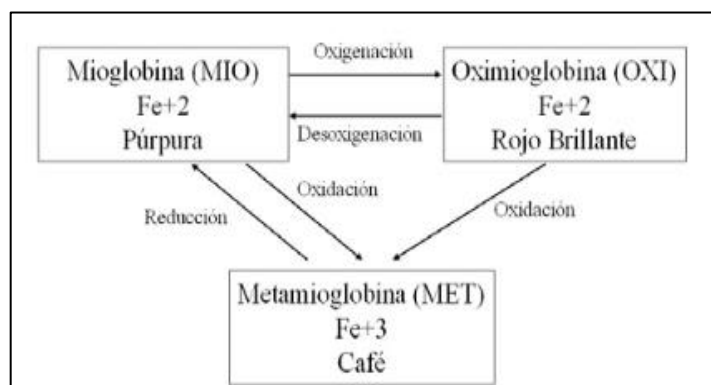 Oxigenación
Mioglobina (MIO)
Fe+2
Púrpura
Oximioglobina (OXI)
Fe+2
Rojo Brillante
Desoxigenación
Oxidación
Reducción
Oxidación
Metamioglobina (MET)
Fe+3
Café